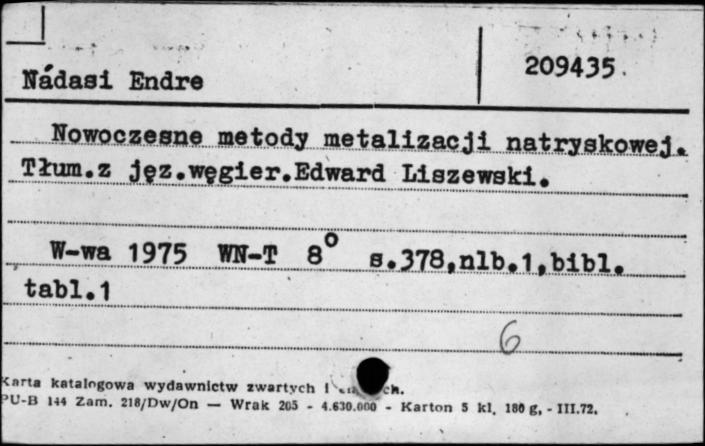 Nádasi Endre
209435
Nowoczesne metody metalizacji natryskowej.
Tłum.z jęz.węgier.Edward Liszewski.
W-wa 1975 WN-T 8° s.378,nlb.1,bibl.
tabl.1
6
Karta katalogowa wydawnictw zwartych i
PU-B 144 Zam. 218/Dw/On — Wrak 205 - 4.630.000 - Karton 5 kl. 180 g, - III.72.